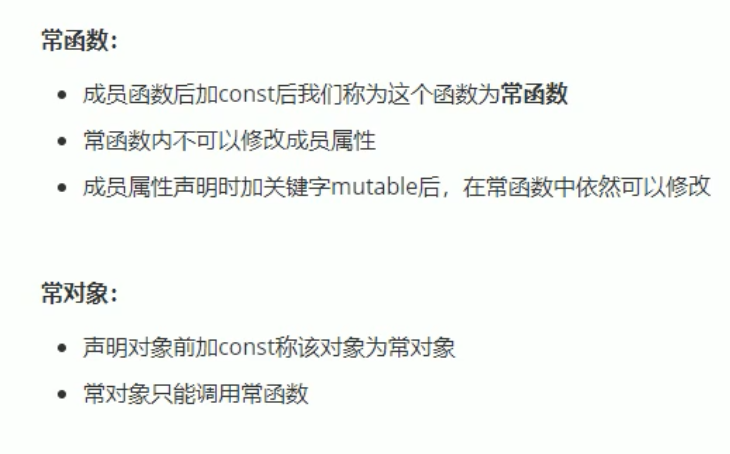 常函数：
成员函数后加const后我们称为这个函数为常函数
常函数内不可以修改成员属性
成员属性声明时加关键字mutable后，在常函数中依然可以修改
常对象：
声明对象前加const称该对象为常对象
常对象只能调用常函数